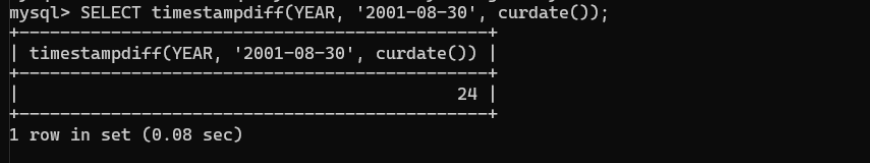 mysql> SELECT timestampdiff(YEAR, '2001-08-30', curdate());
+----------------------------------------------+
| timestampdiff(YEAR, '2001-08-30', curdate()) |
+----------------------------------------------+
|                                           24 |
+----------------------------------------------+
1 row in set (0.08 sec)